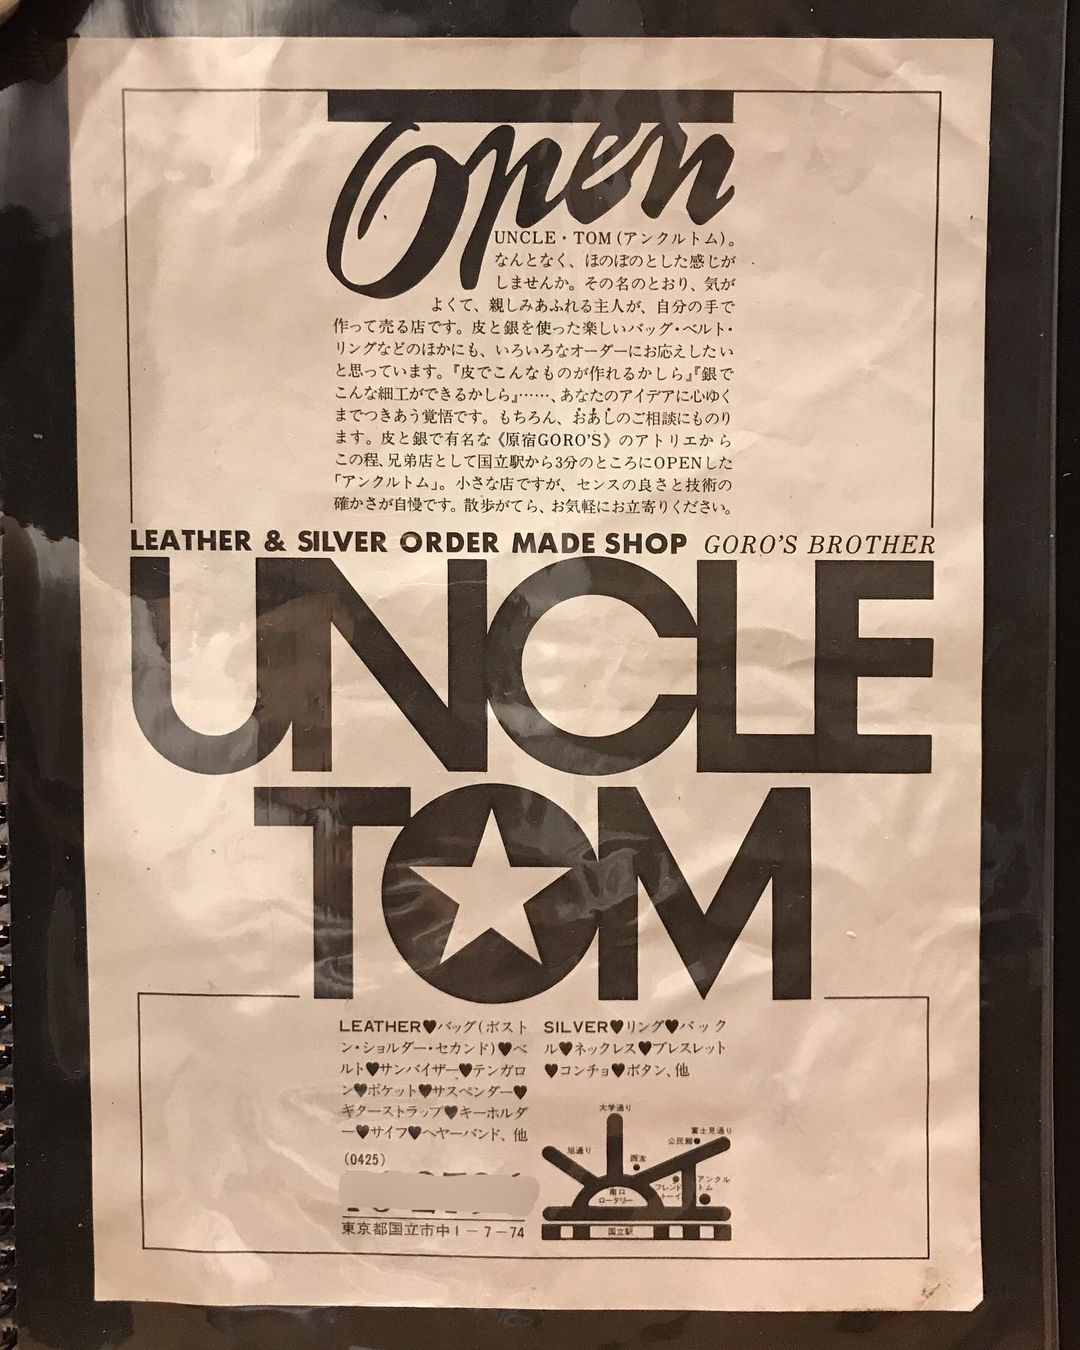 Open
UNCLE・TOM(アンクルトム)。
なんとなく、ほのぼのとした感じが
しませんか。その名のとおり、気が
よくて、親しみあふれる主人が、自分の手で
作って売る店です。皮と銀を使った楽しいバッグ・ベルト・
リングなどのほかにも、いろいろなオーダーにお応えしたい
と思っています。『皮でこんなものが作れるかしら』『銀で
こんな細工ができるかしら』……、あなたのアイデアに心ゆく
までつきあう覚悟です。もちろん、おあしのご相談にものり
ます。皮と銀で有名な《原宿GORO'S》のアトリエから
この程、兄弟店として国立駅から3分のところにOPENした
「アンクルトム」。小さな店ですが、センスの良さと技術の
確かさが自慢です。散歩がてら、お気軽にお立寄りください。
LEATHER & SILVER ORDER MADE SHOP GORO'S BROTHER
UNCLE
TOM
LEATHER♥バッグ(ボスト
ン・ショルダー・セカンド)♥ベ
ルト♥サンバイザー♥テンガロ
ン♥ポケット♥サスペンダー♥
ギターストラップ♥キーホルダ
ー♥サイフ♥ヘヤーバンド、他
SILVER♥リング♥バック
ル♥ネックレス♥ブレスレット
♥コンチョ♥ボタン、他
(0425)
東京都国立市中1-7-74
大学通り
富士見通り
公民館
旭通り
西友
アンクル
トム
フレンド
トーイ
南口
ロータリー
国立駅